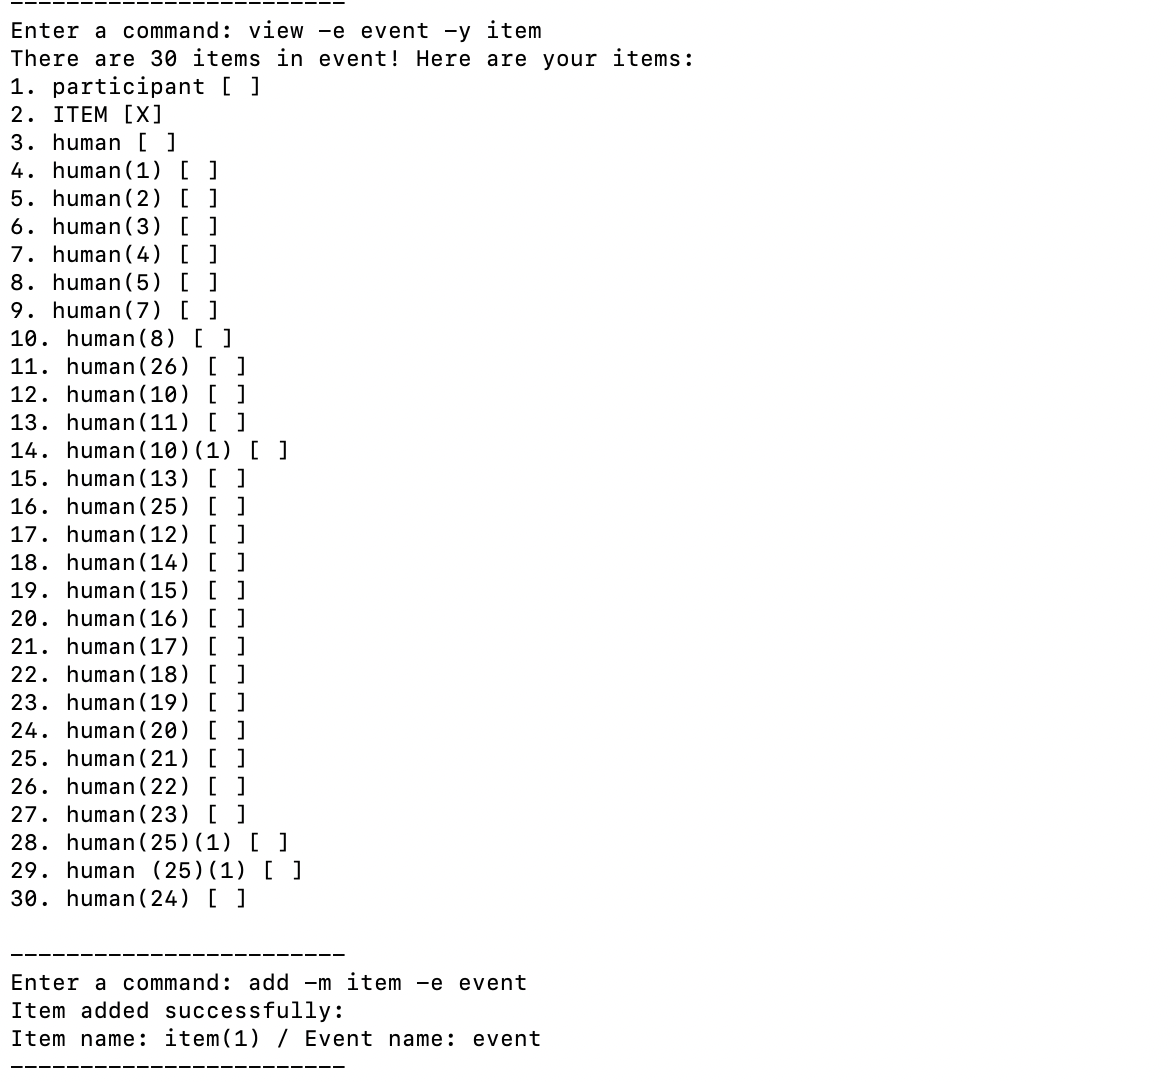 ------------------------
Enter a command: view -e event -y item
There are 30 items in event! Here are your items:
1. participant [ ]
2. ITEM [X]
3. human [ ]
4. human(1) [ ]
5. human(2) [ ]
6. human(3) [ ]
7. human(4) [ ]
8. human(5) [ ]
9. human(7) [ ]
10. human(8) [ ]
11. human(26) [ ]
12. human(10) [ ]
13. human(11) [ ]
14. human(10)(1) [ ]
15. human(13) [ ]
16. human(25) [ ]
17. human(12) [ ]
18. human(14) [ ]
19. human(15) [ ]
20. human(16) [ ]
21. human(17) [ ]
22. human(18) [ ]
23. human(19) [ ]
24. human(20) [ ]
25. human(21) [ ]
26. human(22) [ ]
27. human(23) [ ]
28. human(25)(1) [ ]
29. human (25)(1) [ ]
30. human(24) [ ]
------------------------
Enter a command: add -m item -e event
Item added successfully:
Item name: item(1) / Event name: event
------------------------